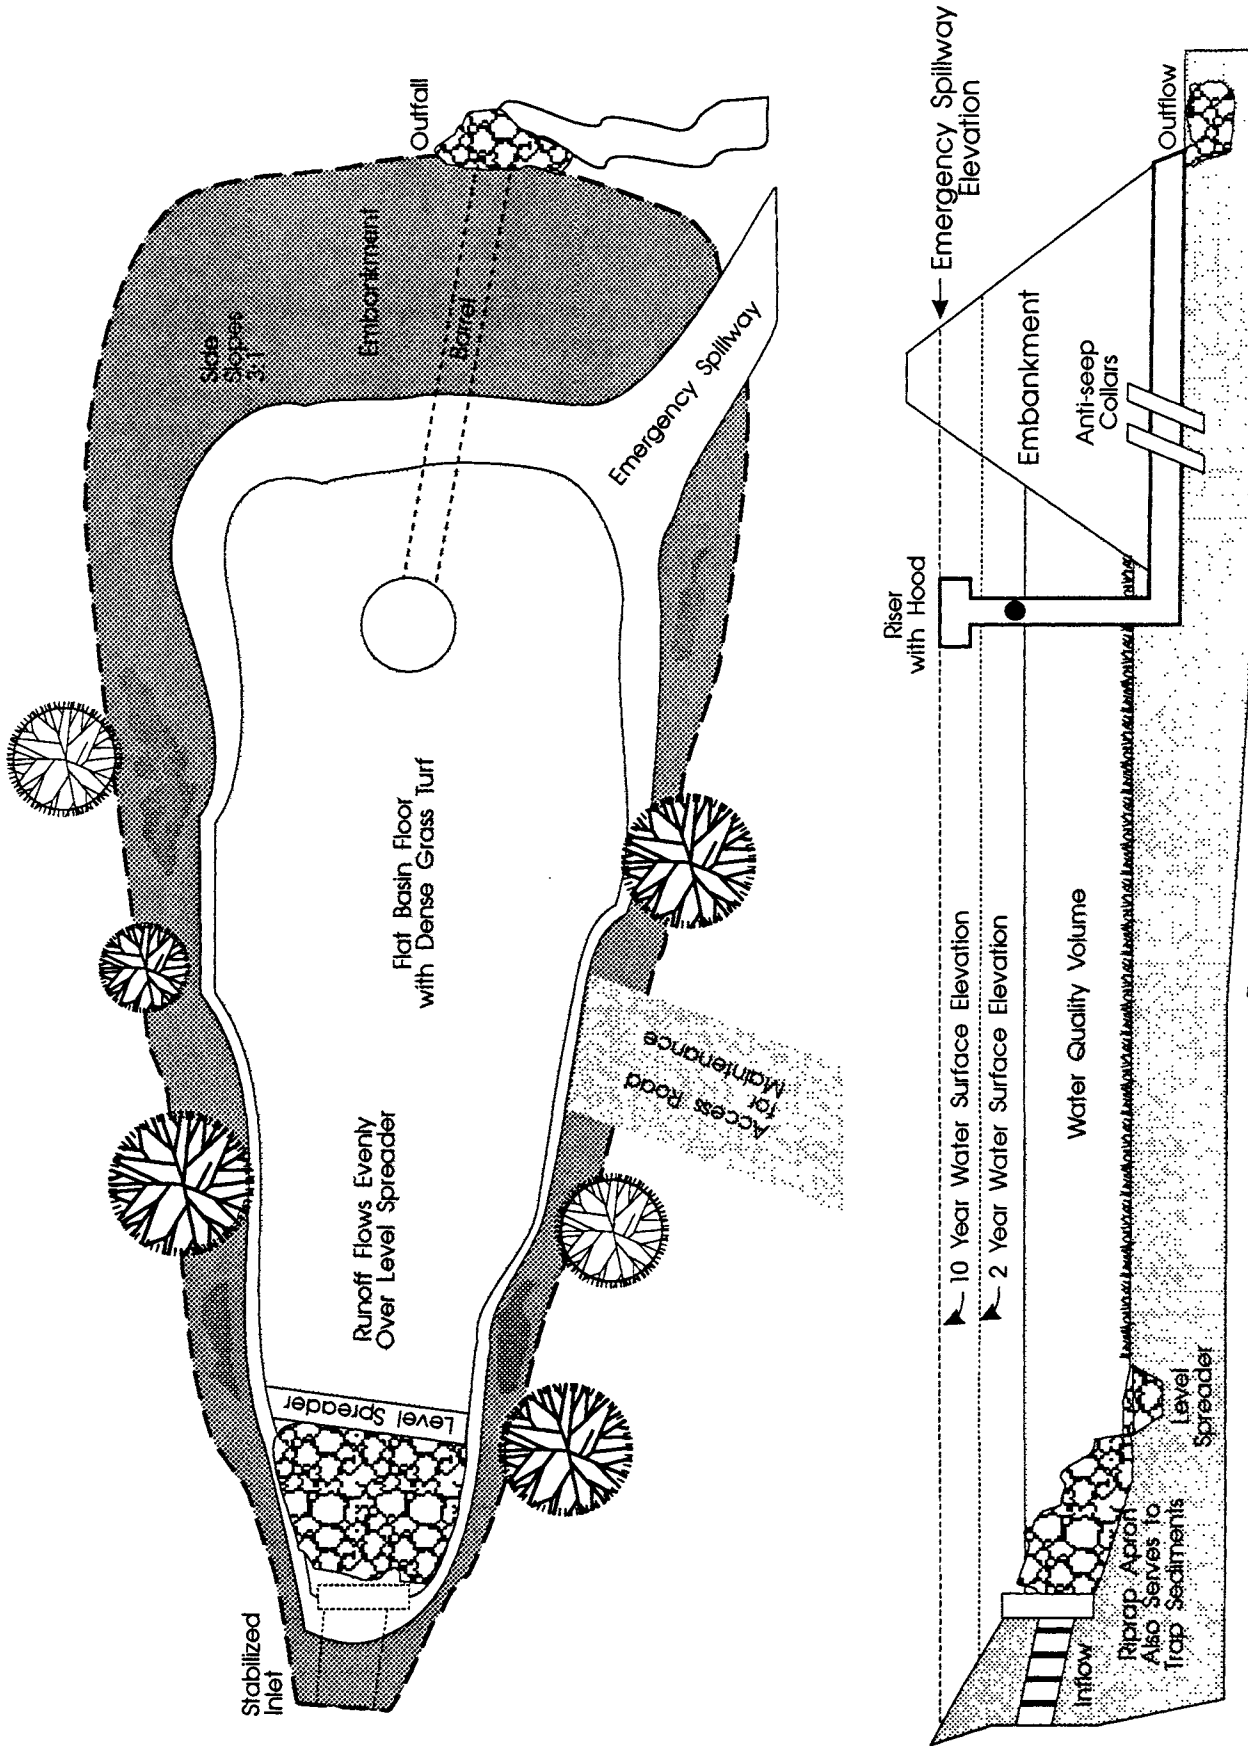 Stabilized
Inlet
Level Spreader
Runoff Flows Evenly
Over Level Spreader
Access Road
for
Maintenance
Flat Basin Floor
with Dense Grass Turf
Side
Slopes
3:1
Embankment
Barrel
Emergency Spillway
Outfall
Inflow
Riprap Apron
Also Serves to
Trap Sediments
Level
Spreader
10 Year Water Surface Elevation
2 Year Water Surface Elevation
Water Quality Volume
Riser
with Hood
Embankment
Anti-seep
Collars
Emergency Spillway
Elevation
Outflow